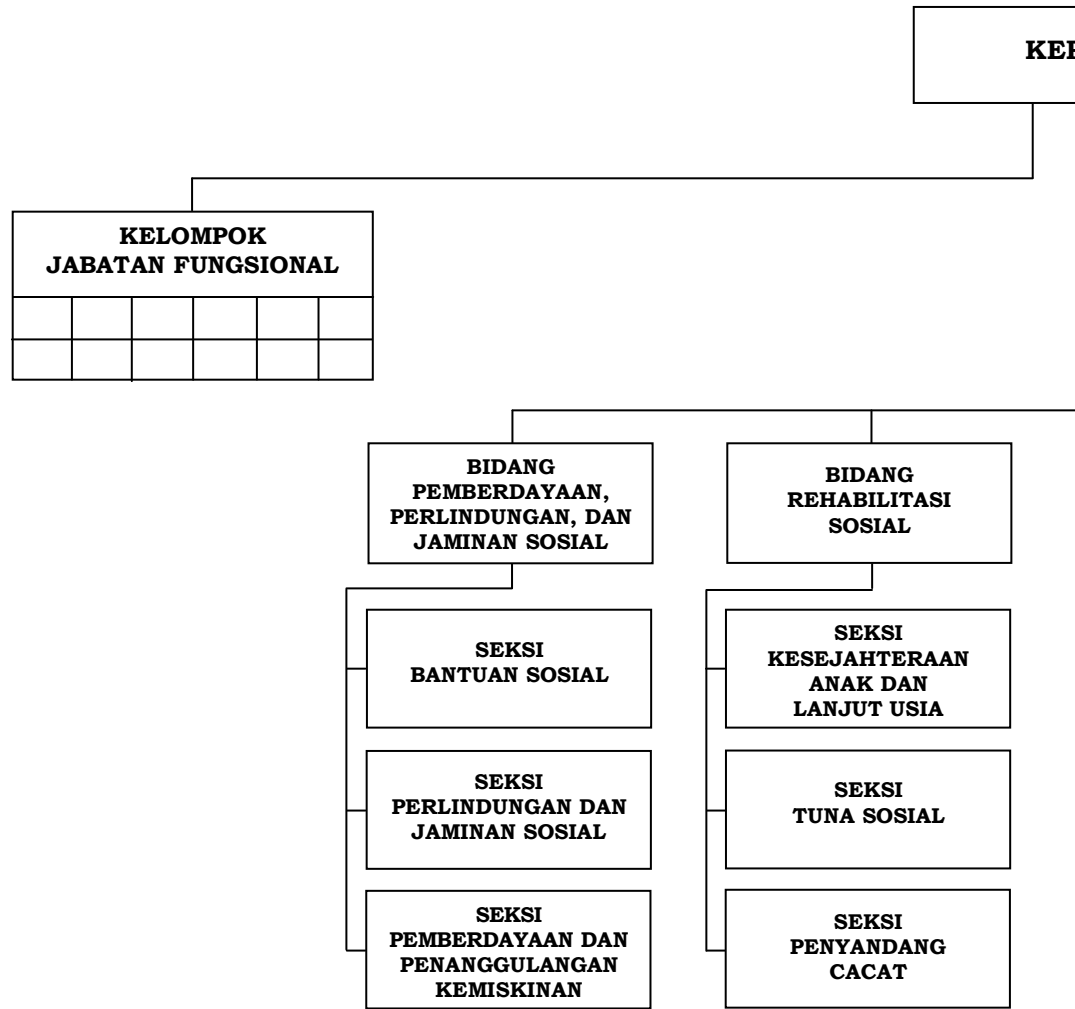 KELOMPOK
JABATAN FUNGSIONAL
BIDANG
PEMBERDAYAAN,
PERLINDUNGAN, DAN
JAMINAN SOSIAL
SEKSI
BANTUAN SOSIAL
SEKSI
PERLINDUNGAN DAN
JAMINAN SOSIAL
SEKSI
PEMBERDAYAAN DAN
PENANGGULANGAN
KEMISKINAN
BIDANG
REHABILITASI
SOSIAL
SEKSI
KESEJAHTERAAN
ANAK DAN
LANJUT USIA
SEKSI
TUNA SOSIAL
SEKSI
PENYANDANG
CACAT